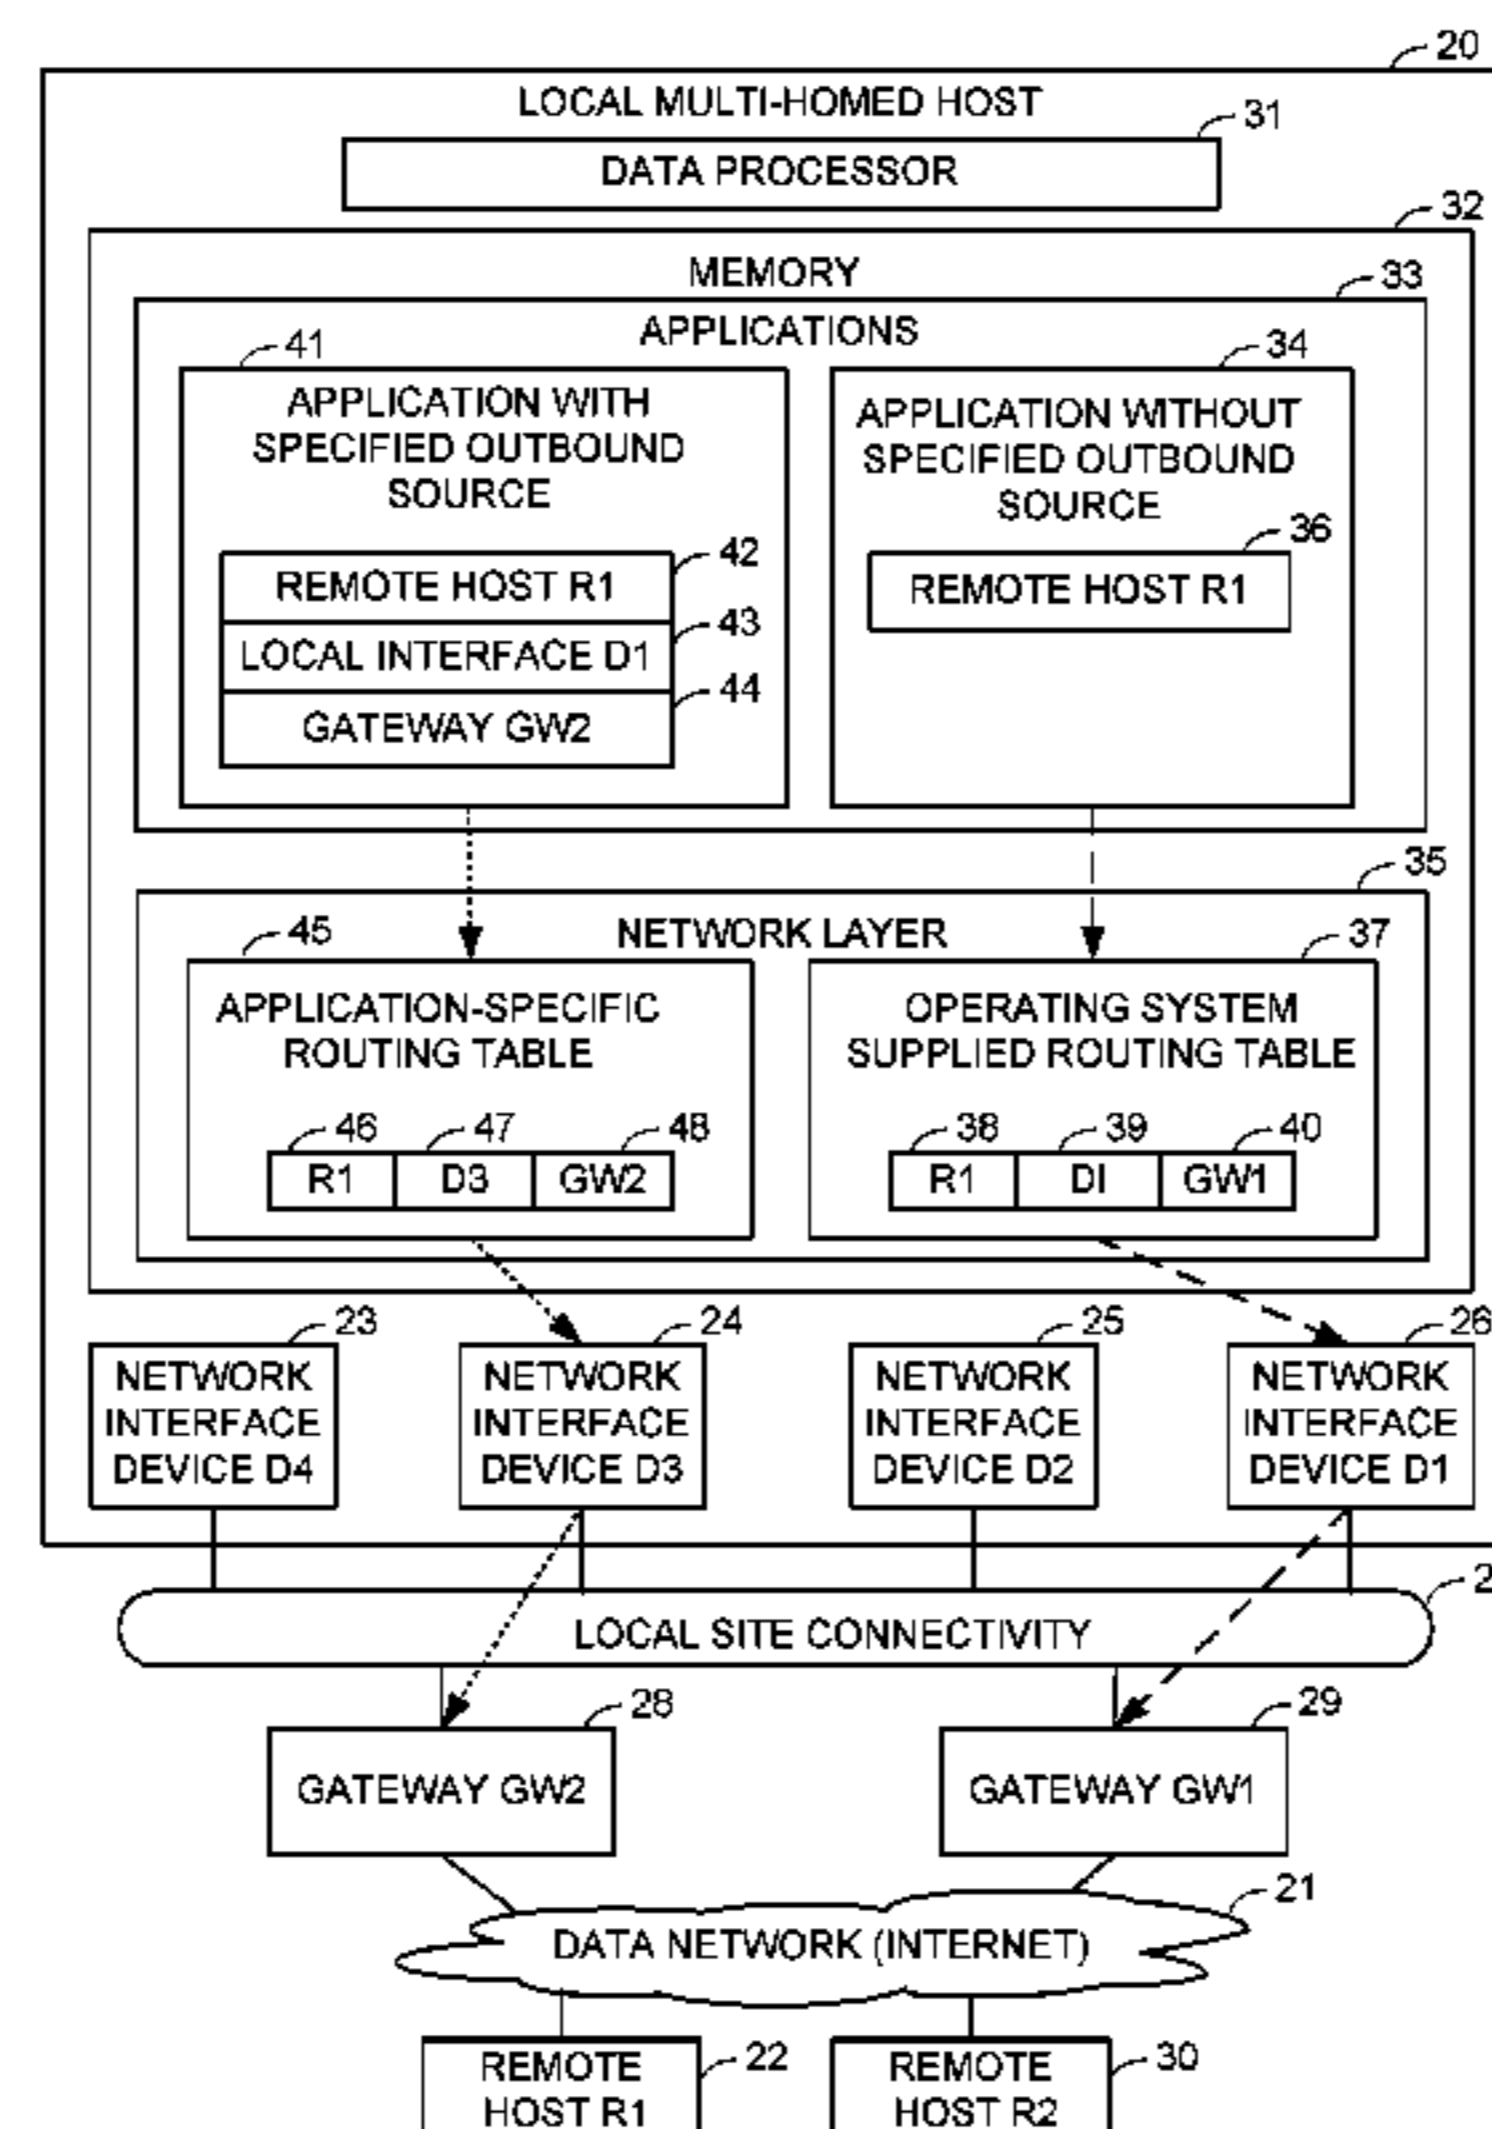 20
LOCAL MULTI-HOMED HOST
31
DATA PROCESSOR
32
MEMORY
33
APPLICATIONS
41
APPLICATION WITH
SPECIFIED OUTBOUND
SOURCE
42
REMOTE HOST R1
43
LOCAL INTERFACE D1
44
GATEWAY GW2
34
APPLICATION WITHOUT
SPECIFIED OUTBOUND
SOURCE
36
REMOTE HOST R1
35
NETWORK LAYER
45
APPLICATION-SPECIFIC
ROUTING TABLE
46 47 48
R1 D3 GW2
37
OPERATING SYSTEM
SUPPLIED ROUTING TABLE
38 39 40
R1 DI GW1
23
NETWORK
INTERFACE
DEVICE D4
24
NETWORK
INTERFACE
DEVICE D3
25
NETWORK
INTERFACE
DEVICE D2
26
NETWORK
INTERFACE
DEVICE D1
LOCAL SITE CONNECTIVITY
28
GATEWAY GW2
29
GATEWAY GW1
21
DATA NETWORK (INTERNET)
22
REMOTE
HOST R1
30
REMOTE
HOST R2